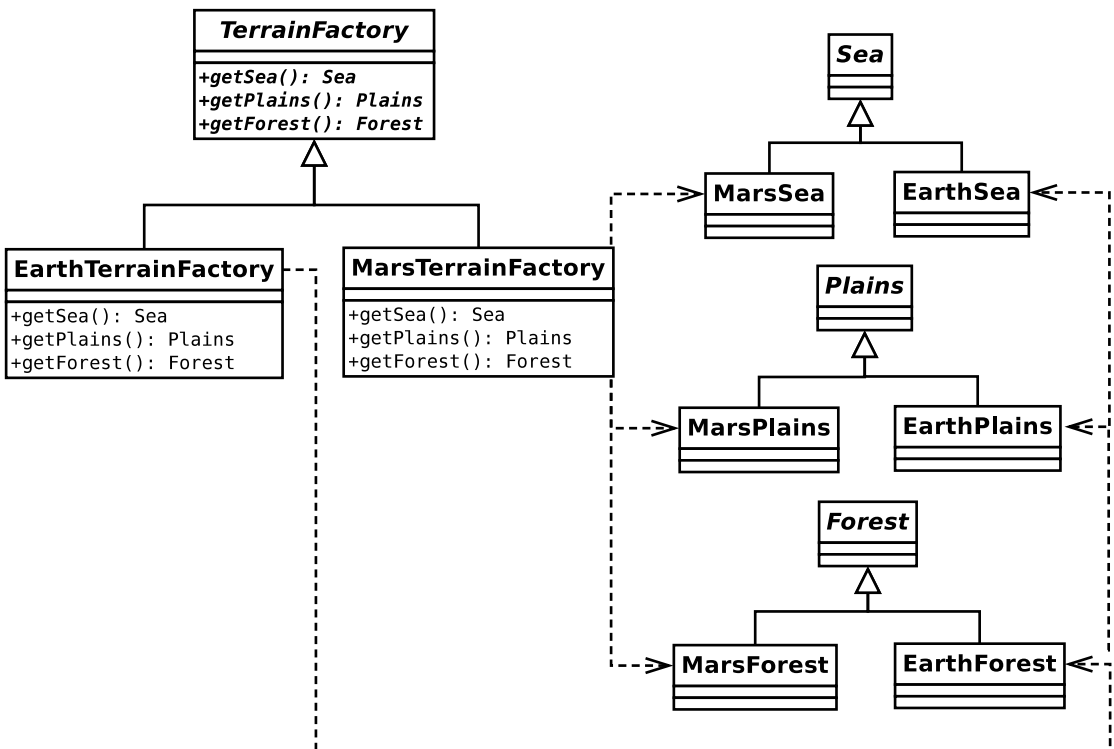 TerrainFactory
+getSea(): Sea
+getPlains(): Plains
+getForest(): Forest
EarthTerrainFactory
+getSea(): Sea
+getPlains(): Plains
+getForest(): Forest
MarsTerrainFactory
+getSea(): Sea
+getPlains(): Plains
+getForest(): Forest
Sea
MarsSea
EarthSea
Plains
MarsPlains
EarthPlains
Forest
MarsForest
EarthForest